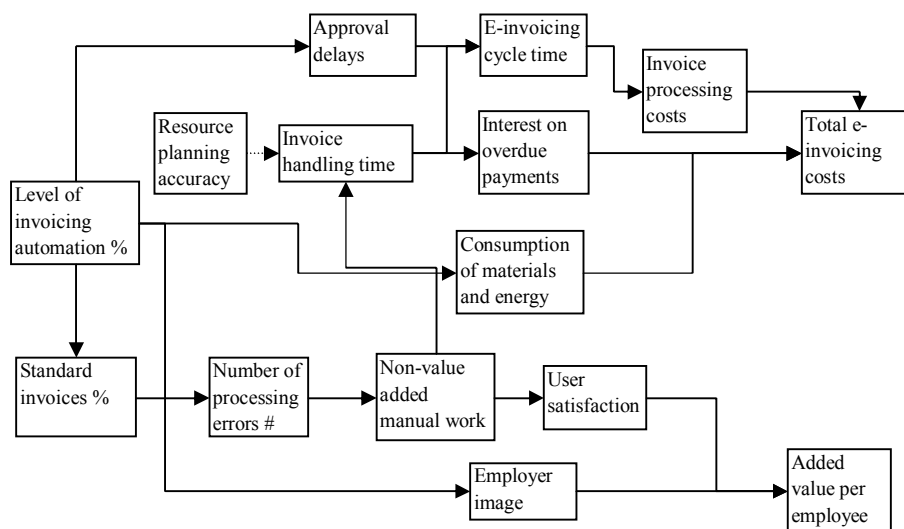 Approval
delays
E-invoicing
cycle time
Invoice
processing
costs
Resource
planning
accuracy
Invoice
handling time
Interest on
overdue
payments
Total e-
invoicing
costs
Level of
invoicing
automation %
Consumption
of materials
and energy
Standard
invoices %
Number of
processing
errors #
Non-value
added
manual work
User
satisfaction
Employer
image
Added
value per
employee